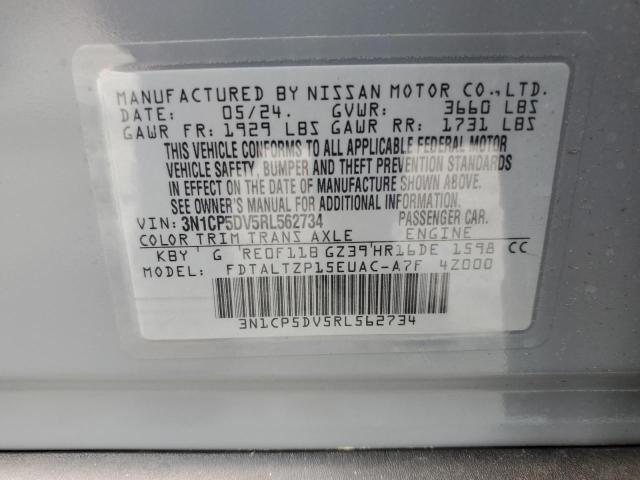 MANUFACTURED BY NISSAN MOTOR CO.,LTD.
DATE: 05/24. GVWR: 3660 LBS
GAWR FR: 1929 LBS GAWR RR: 1731 LBS
THIS VEHICLE CONFORMS TO ALL APPLICABLE FEDERAL MOTOR
VEHICLE SAFETY, BUMPER AND THEFT PREVENTION STANDARDS
IN EFFECT ON THE DATE OF MANUFACTURE SHOWN ABOVE.
SEE OWNER'S MANUAL FOR ADDITIONAL INFORMATION.
VIN: 3N1CP5DV5RL562734 PASSENGER CAR.
COLOR TRIM TRANS AXLE ENGINE
KBY G RE0F11B GZ39 HR16DE 1598 CC
MODEL: FDTALTZP15EUAC-A7F 4Z000
3N1CP5DV5RL562734